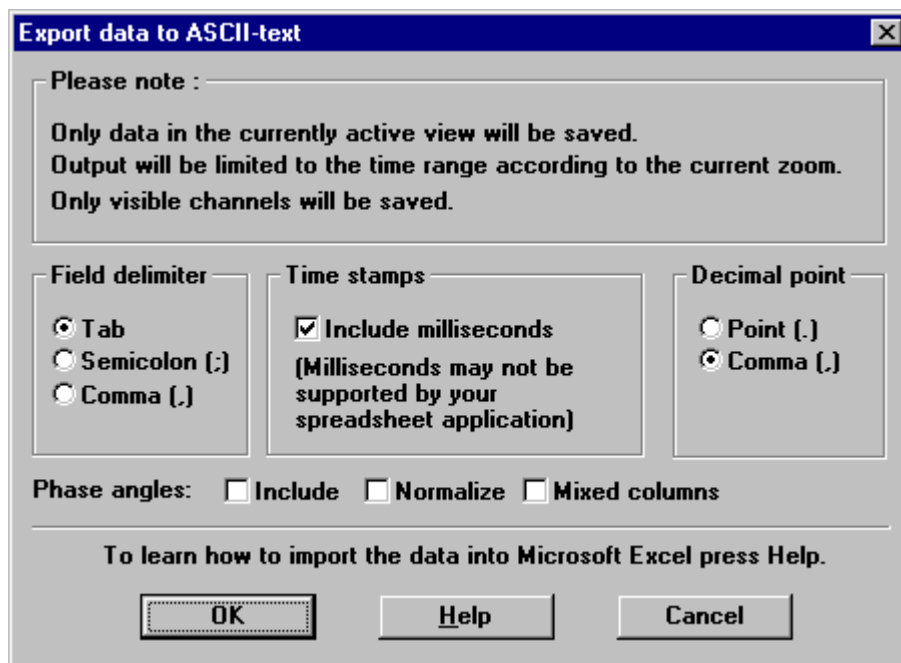 Export data to ASCII-text
Please note :
Only data in the currently active view will be saved.
Output will be limited to the time range according to the current zoom.
Only visible channels will be saved.
Field delimiter
Tab
Semicolon (;)
Comma (,)
Time stamps
Include milliseconds
(Milliseconds may not be
supported by your
spreadsheet application)
Decimal point
Point (.)
Comma (,)
Phase angles: Include Normalize Mixed columns
To learn how to import the data into Microsoft Excel press Help.
OK Help Cancel